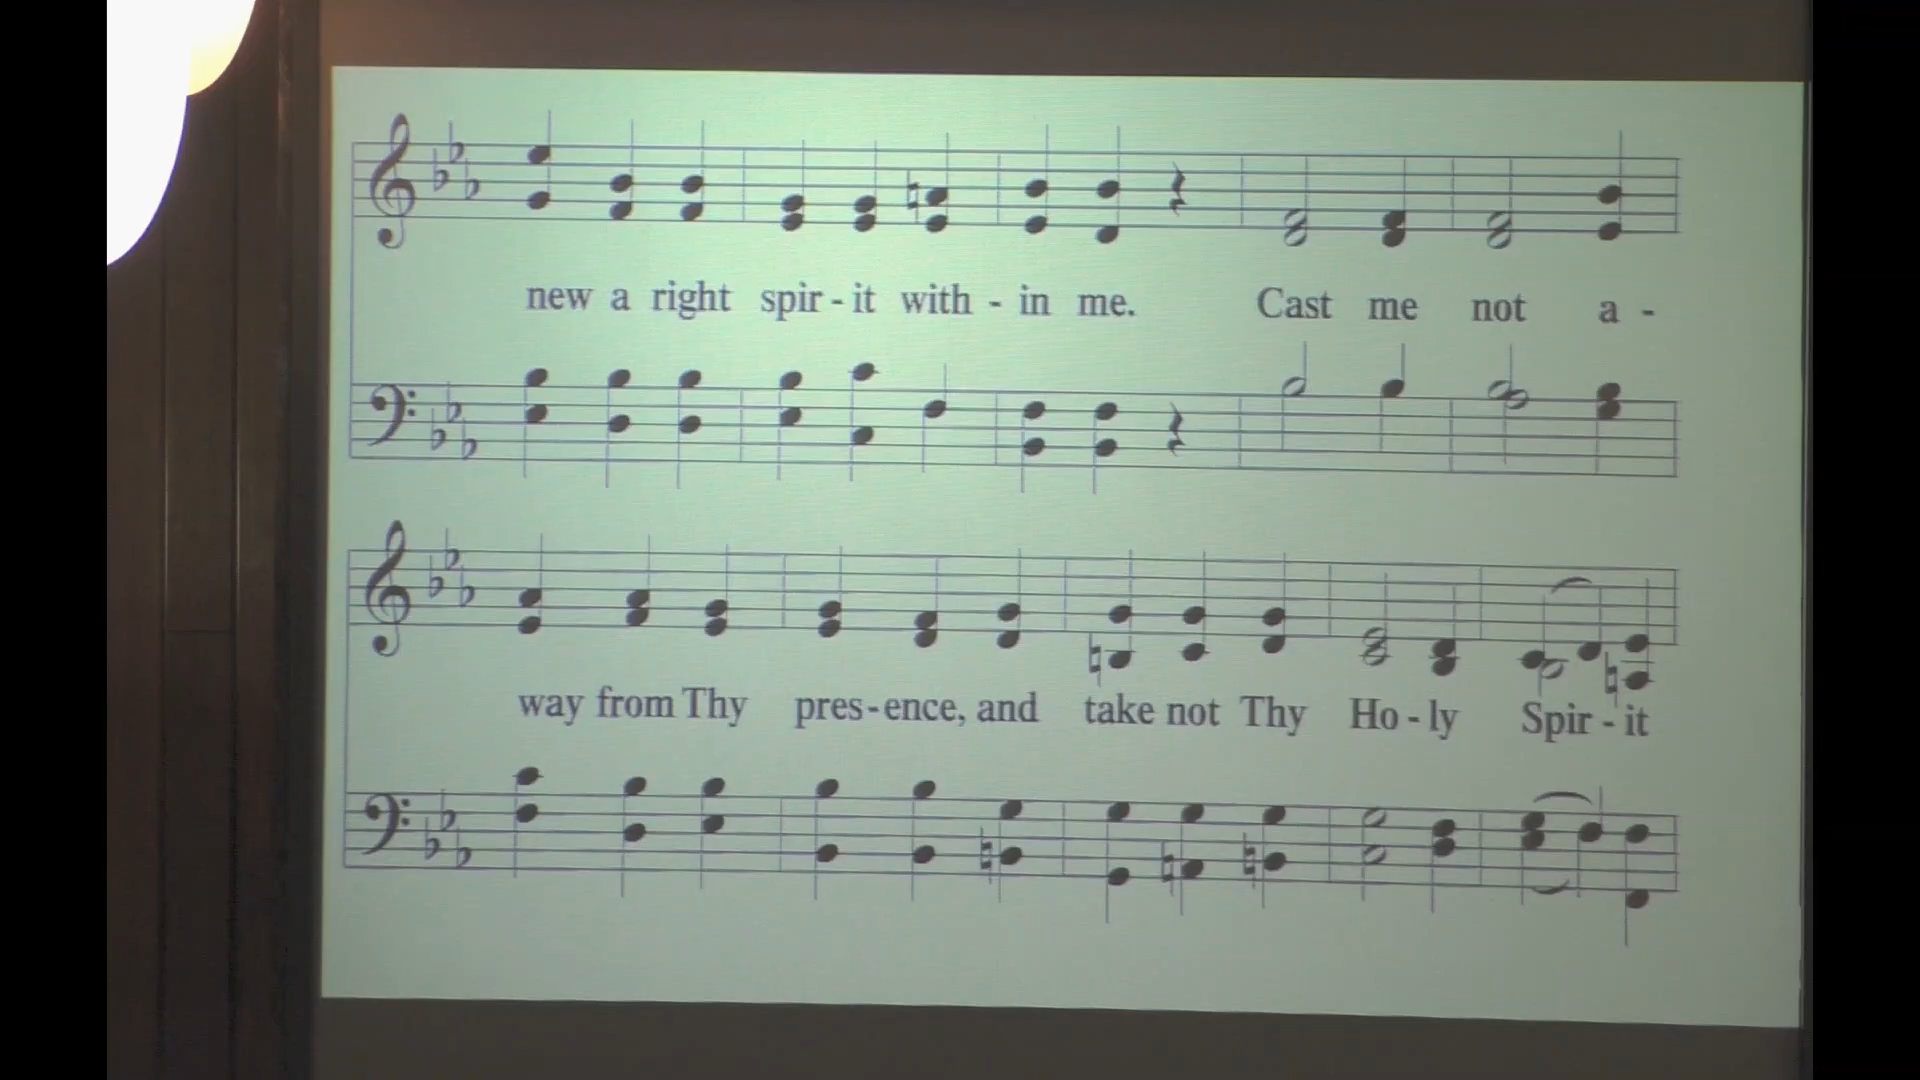 new a right spir - it with - in me. Cast me not a -
way from Thy pres - ence, and take not Thy Ho - ly Spir - it